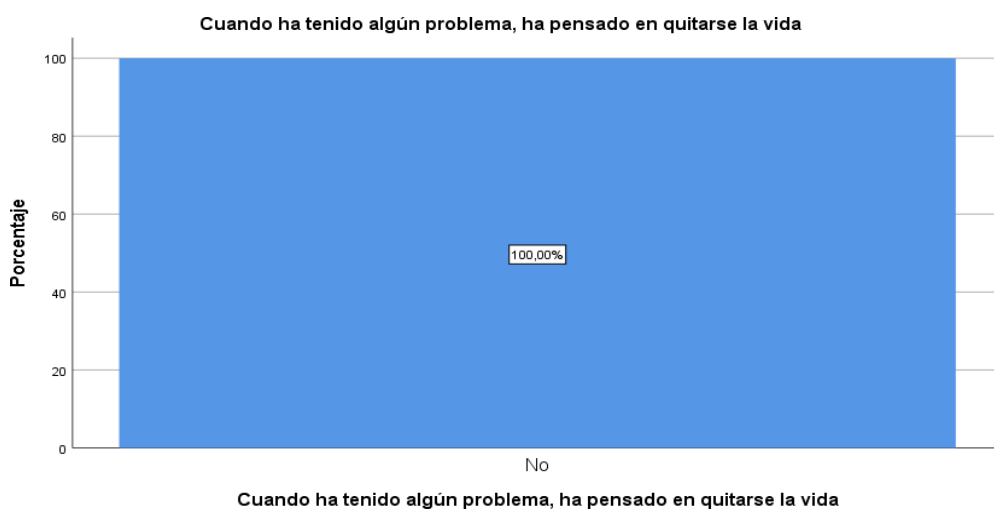 Cuando ha tenido algún problema, ha pensado en quitarse la vida
Porcentaje
100
80
60
40
20
0
100,00%
No
Cuando ha tenido algún problema, ha pensado en quitarse la vida